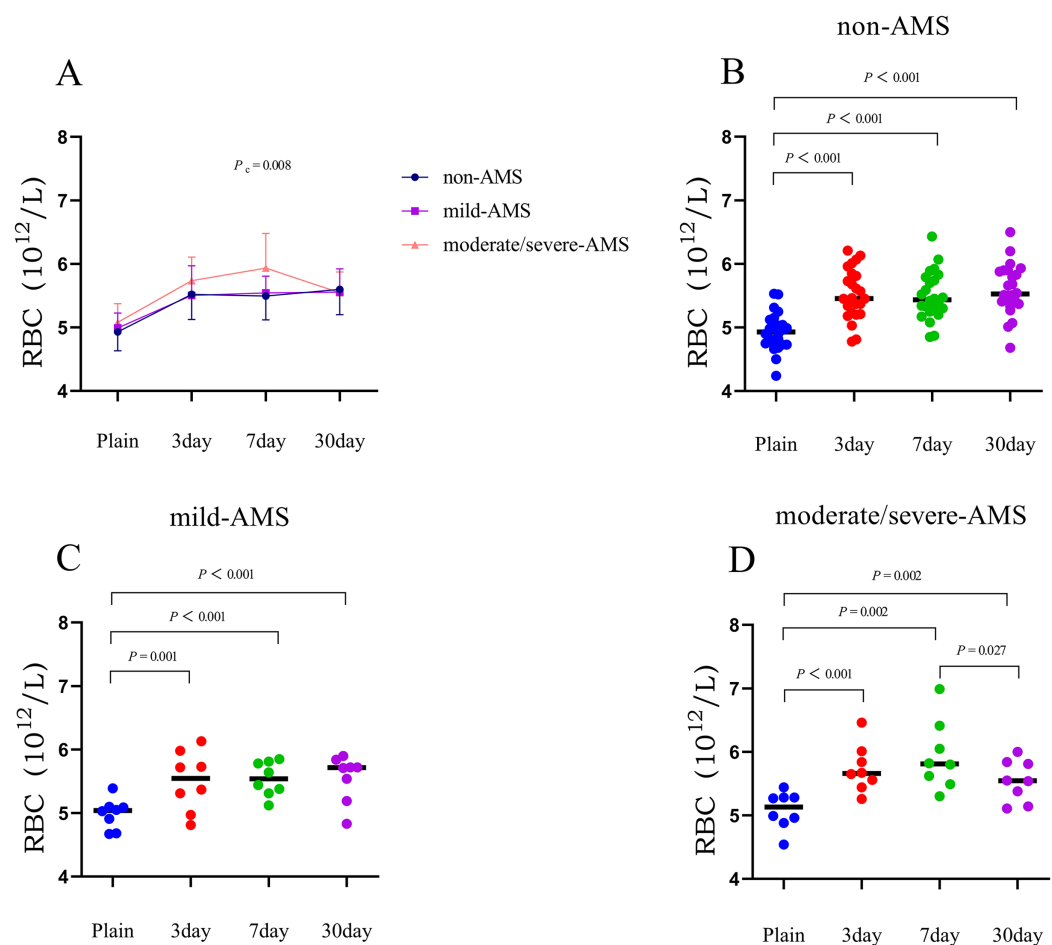 A
RBC (10^12/L)
8
7
6
5
4
P c = 0.008
Plain 3day 7day 30day
non-AMS
mild-AMS
moderate/severe-AMS
non-AMS
B
P < 0.001
P < 0.001
P < 0.001
RBC (10^12/L)
8
7
6
5
4
Plain 3day 7day 30day
mild-AMS
C
P < 0.001
P < 0.001
P = 0.001
RBC (10^12/L)
8
7
6
5
4
Plain 3day 7day 30day
moderate/severe-AMS
D
P = 0.002
P = 0.002
P = 0.027
P < 0.001
RBC (10^12/L)
8
7
6
5
4
Plain 3day 7day 30day